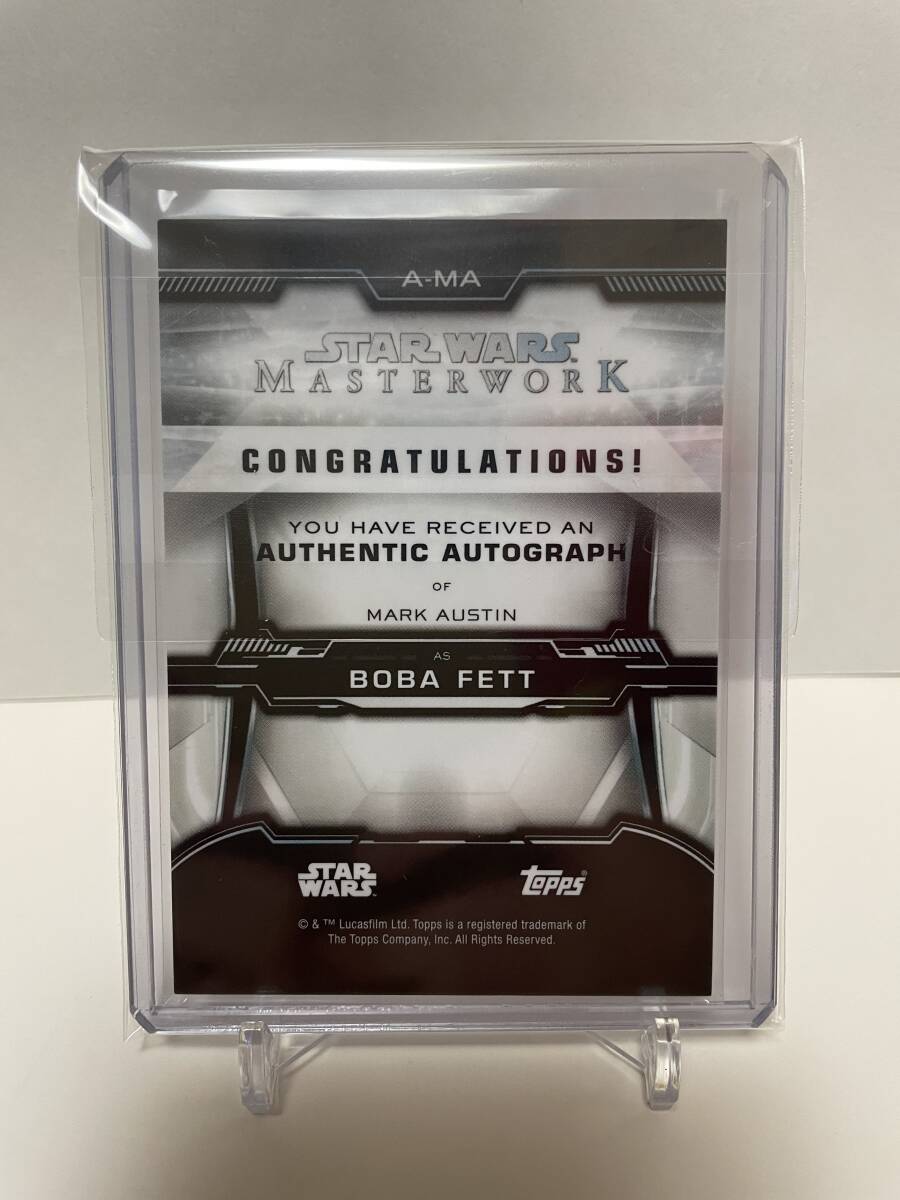 A-MA
STAR WARS
MASTERWORK
CONGRATULATIONS!
YOU HAVE RECEIVED AN
AUTHENTIC AUTOGRAPH
OF
MARK AUSTIN
AS
BOBA FETT
STAR
WARS
Topps®
© & ™ Lucasfilm Ltd. Topps is a registered trademark of
The Topps Company, Inc. All Rights Reserved.